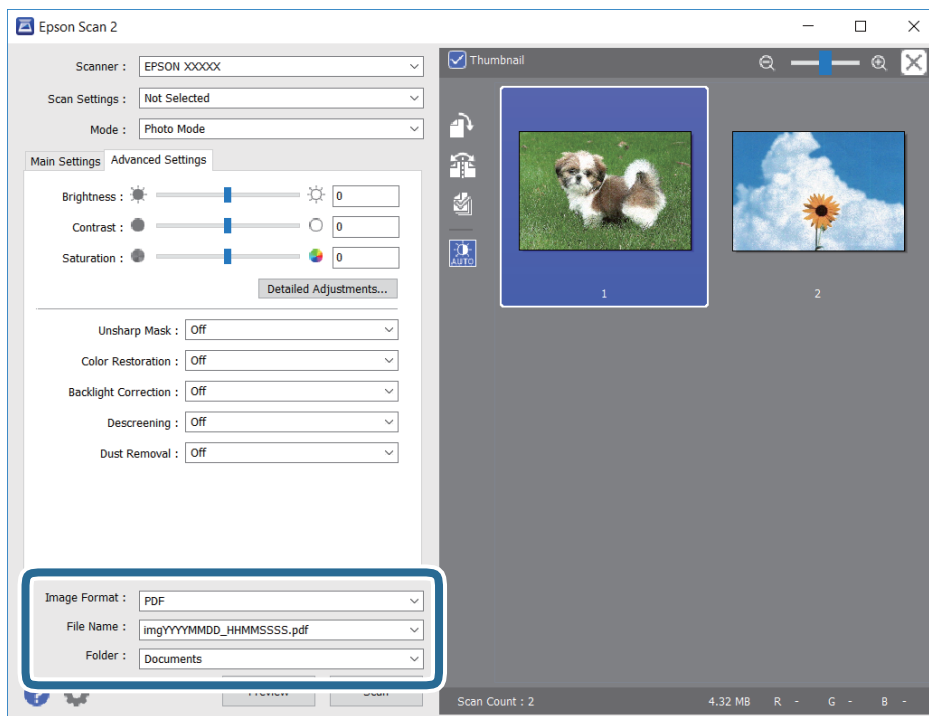 Epson Scan 2
Scanner : EPSON XXXXX
Scan Settings : Not Selected
Mode : Photo Mode
Main Settings Advanced Settings
Brightness : 0
Contrast : 0
Saturation : 0
Detailed Adjustments...
Unsharp Mask : Off
Color Restoration : Off
Backlight Correction : Off
Descreening : Off
Dust Removal : Off
Image Format : PDF
File Name : imgYYYYMMDD_HHMMSSSS.pdf
Folder : Documents
Preview Scan
Thumbnail
AUTO
1 2
Scan Count : 2 4.32 MB R - G - B -